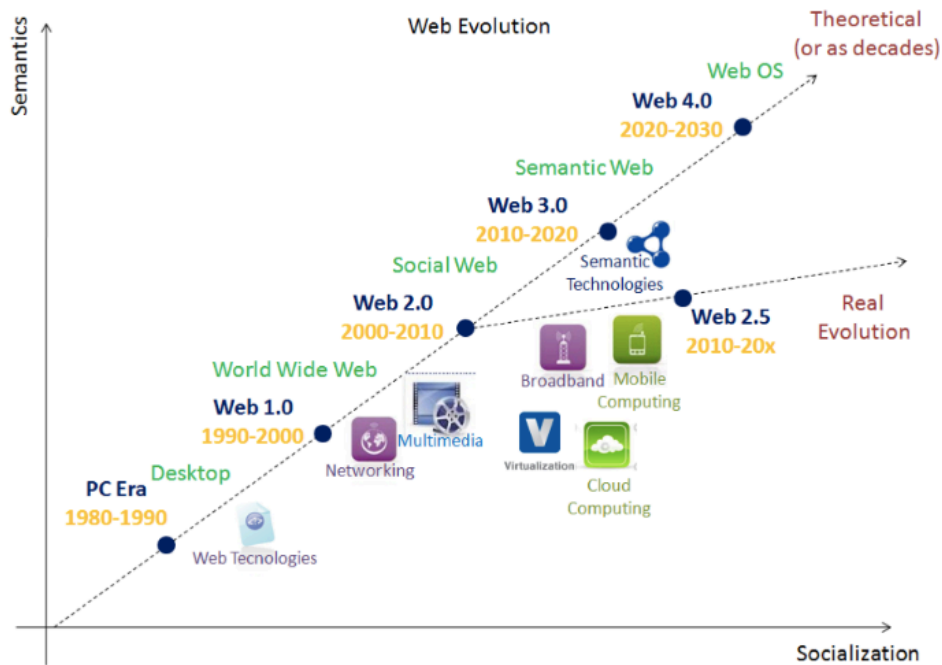 Web Evolution
Theoretical
(or as decades)
Semantics
Web OS
Web 4.0
2020-2030
Semantic Web
Web 3.0
2010-2020
Semantic
Technologies
Social Web
Web 2.0
2000-2010
Real
Evolution
Web 2.5
2010-20x
Broadband
Mobile
Computing
World Wide Web
Web 1.0
1990-2000
Multimedia
Networking
V
Virtualization
Cloud
Computing
Desktop
PC Era
1980-1990
Web Tecnologies
Socialization